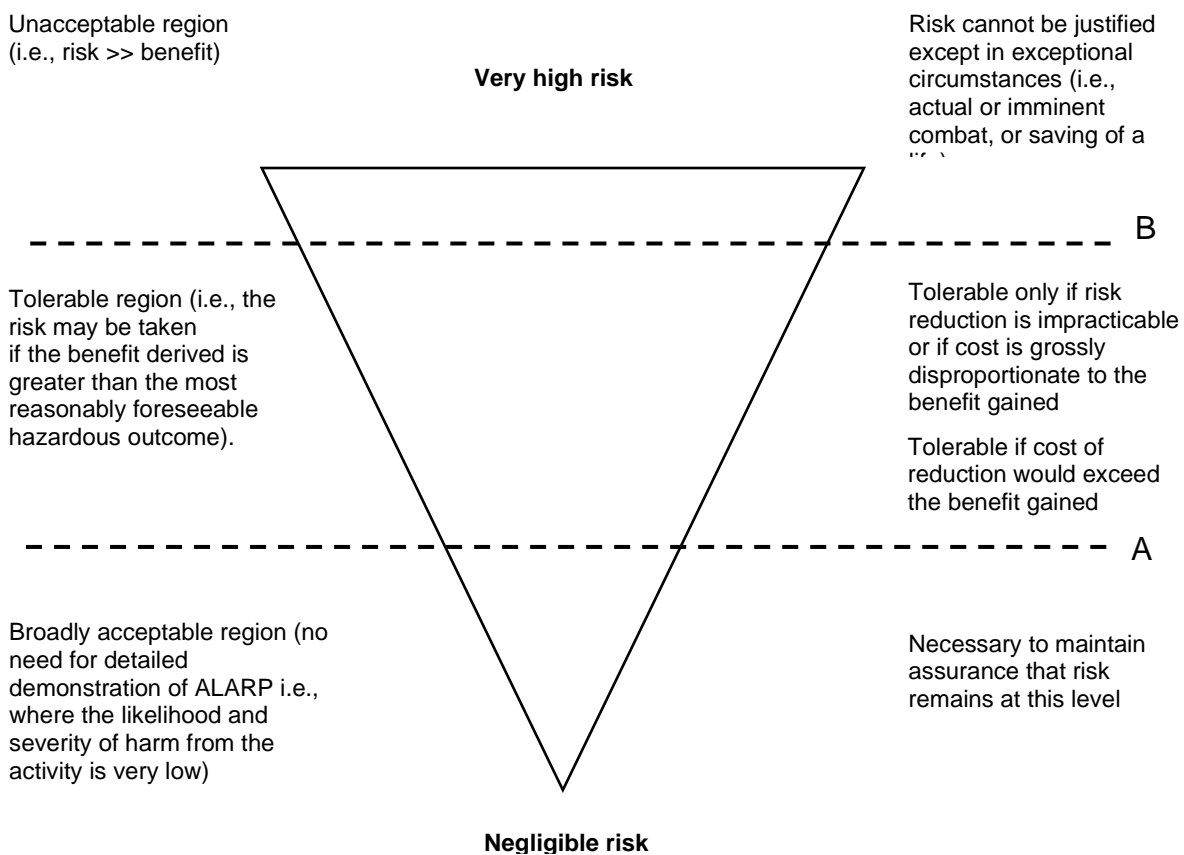 Unacceptable region
(i.e., risk >> benefit)
Very high risk
Risk cannot be justified
except in exceptional
circumstances (i.e.,
actual or imminent
combat, or saving of a
B
Tolerable region (i.e., the
risk may be taken
if the benefit derived is
greater than the most
reasonably foreseeable
hazardous outcome).
Tolerable only if risk
reduction is impracticable
or if cost is grossly
disproportionate to the
benefit gained
Tolerable if cost of
reduction would exceed
the benefit gained
A
Broadly acceptable region (no
need for detailed
demonstration of ALARP i.e.,
where the likelihood and
severity of harm from the
activity is very low)
Necessary to maintain
assurance that risk
remains at this level
Negligible risk